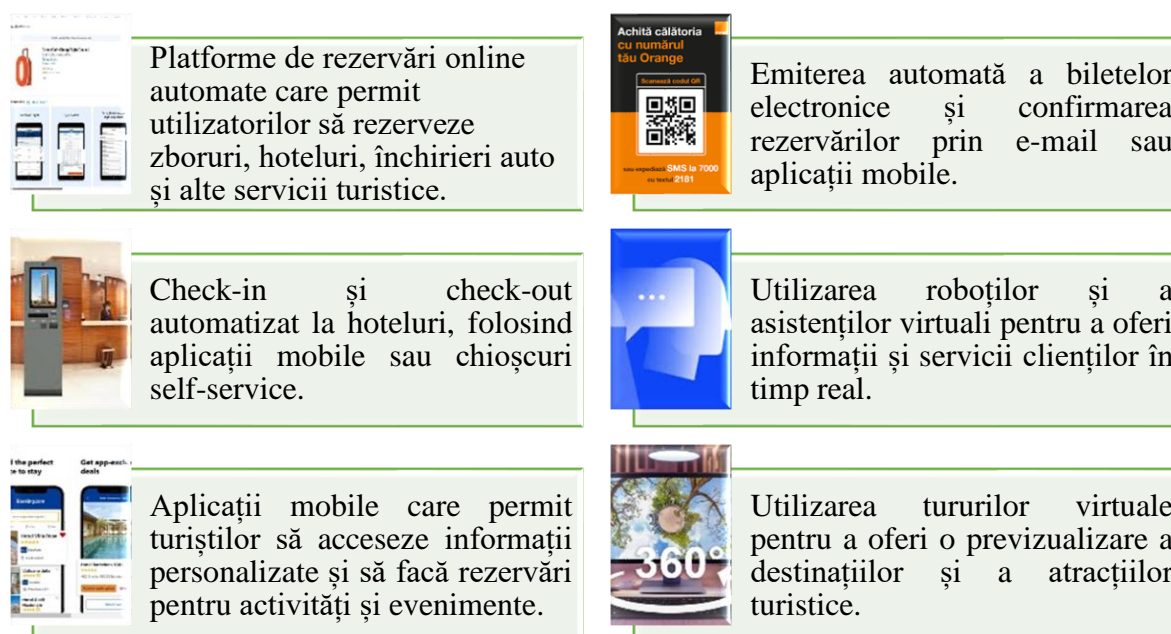 Platforme de rezervări online
automate care permit
utilizatorilor să rezerveze
zboruri, hoteluri, închirieri auto
și alte servicii turistice.
Achită călătoria
cu numărul
tău Orange
Scanează codul QR
sau expediază SMS la 7000
cu textul 2181
Emiterea automată a biletelor
electronice și confirmarea
rezervărilor prin e-mail sau
aplicații mobile.
Check-in și check-out
automatizat la hoteluri, folosind
aplicații mobile sau chioșcuri
self-service.
Utilizarea roboților și a
asistenților virtuali pentru a oferi
informații și servicii clienților în
timp real.
the perfect
to stay
Get app-excl
deals
Booking.com
Aplicații mobile care permit
turiștilor să acceseze informații
personalizate și să facă rezervări
pentru activități și evenimente.
360°
Utilizarea tururilor virtuale
pentru a oferi o previzualizare a
destinațiilor și a atracțiilor
turistice.